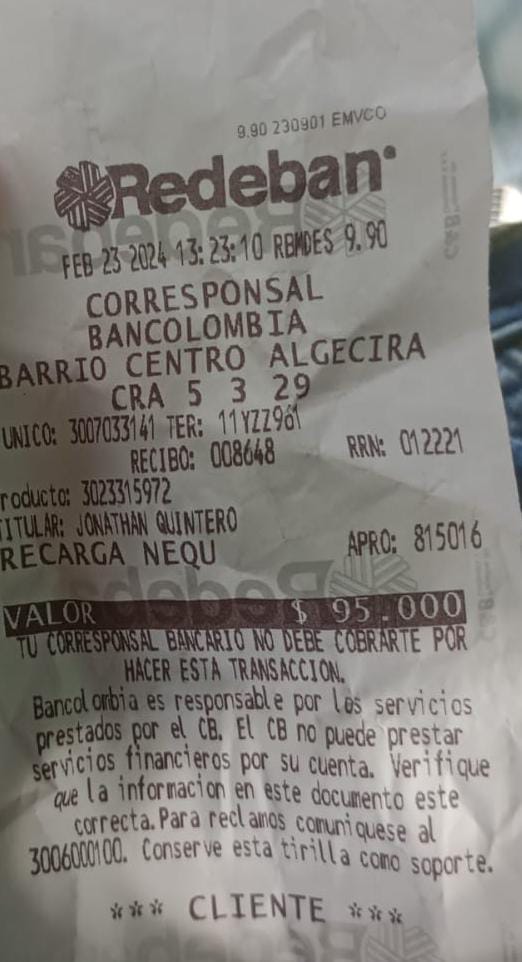 9.90 230901 EMVCO
Redeban
FEB 23 2024 13:23:10 RBMDES 9.90
CORRESPONSAL
BANCOLOMBIA
BARRIO CENTRO ALGECIRA
CRA 5 3 29
UNICO: 3007033141 TER: 11YZZ961
RECIBO: 008648 RRN: 012221
roducto: 3023315972
TITULAR: JONATHAN QUINTERO
RECARGA NEQU APRO: 815016
VALOR $ 95.000
TU CORRESPONSAL BANCARIO NO DEBE COBRARTE POR
HACER ESTA TRANSACCION.
Bancolombia es responsable por los servicios
prestados por el CB. El CB no puede prestar
servicios financieros por su cuenta. Verifique
que la informacion en este documento este
correcta. Para reclamos comuniquese al
3006000100. Conserve esta tirilla como soporte.
*** CLIENTE ***